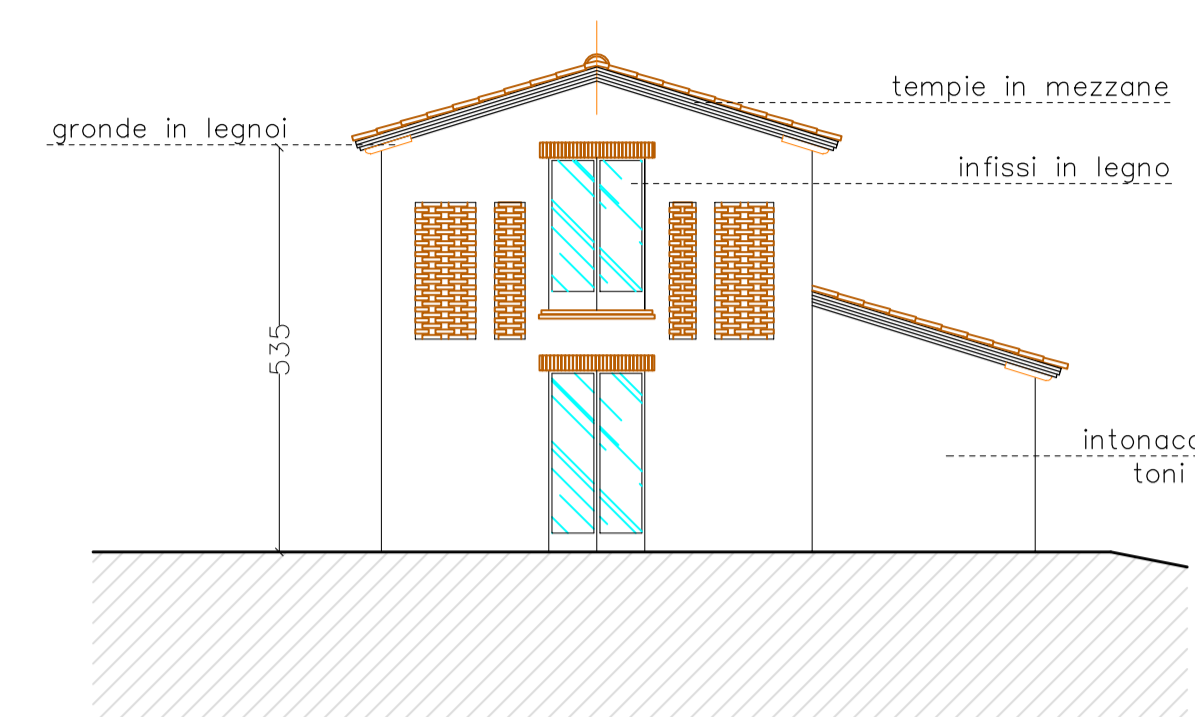 tempie in mezzane
gronde in legnoi
infissi in legno
535
intonaco
toni